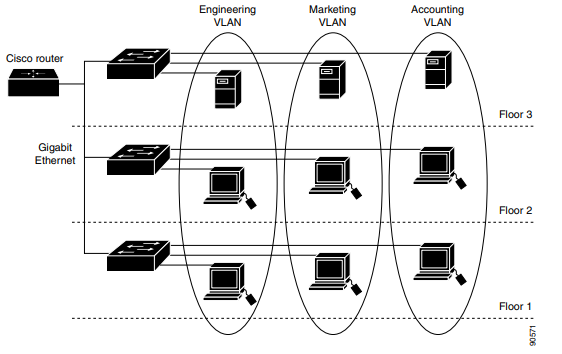 Engineering
VLAN
Marketing
VLAN
Accounting
VLAN
Cisco router
Floor 3
Gigabit
Ethernet
Floor 2
Floor 1
90571